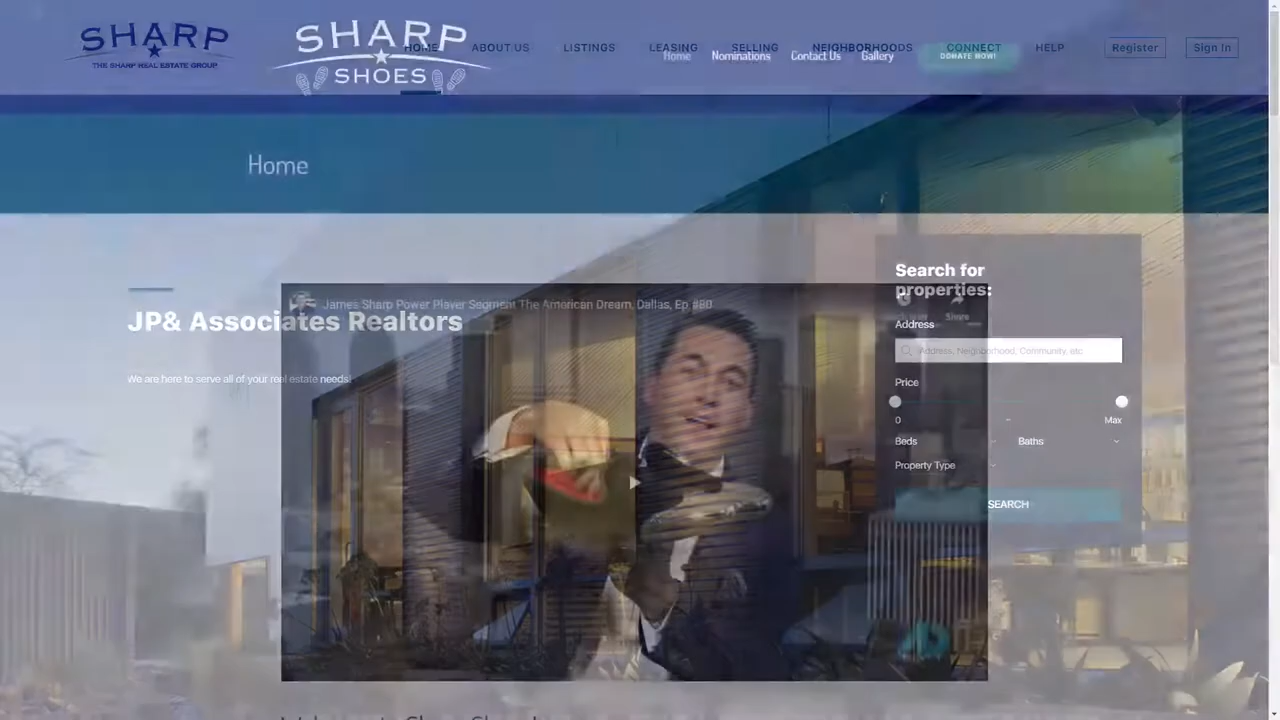 SHARP
THE SHARP REAL ESTATE GROUP
SHARP
SHOES
HOME ABOUT US LISTINGS LEASING SELLING NEIGHBORHOODS CONNECT HELP Register Sign In
Home Nominations Contact Us Gallery DONATE NOW!
Home
Search for
properties:
James Sharp Power Player Segment The American Dream, Dallas, Ep #80
Share
JP& Associates Realtors
Address
Address, Neighborhood, Community, etc
We are here to serve all of your real estate needs!
Price
0 – Max
Beds Baths
Property Type
SEARCH